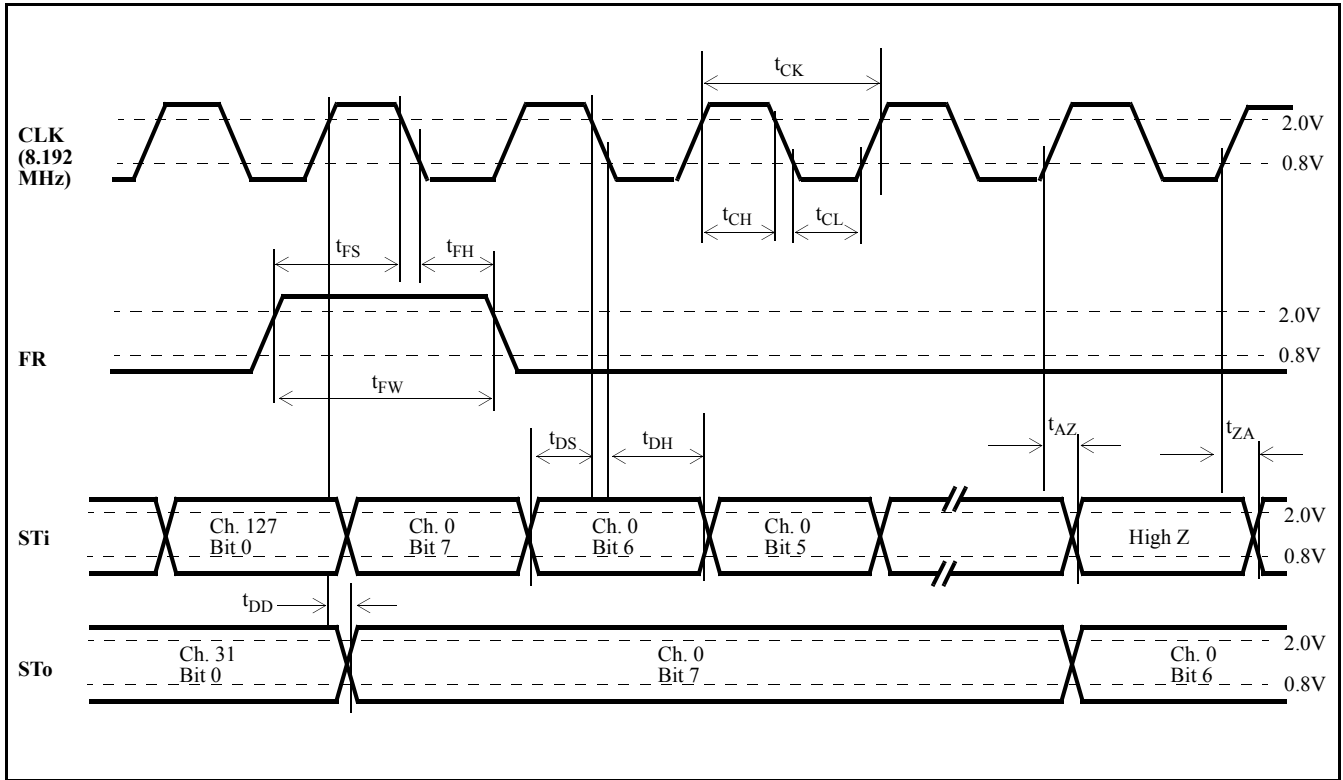 tCK
CLK
(8.192
MHz)
2.0V
0.8V
tCH
tCL
tFS
tFH
2.0V
FR
0.8V
tFW
tDS
tDH
tAZ
tZA
STi
Ch. 127
Bit 0
Ch. 0
Bit 7
Ch. 0
Bit 6
Ch. 0
Bit 5
High Z
2.0V
0.8V
tDD
STo
Ch. 31
Bit 0
Ch. 0
Bit 7
Ch. 0
Bit 6
2.0V
0.8V